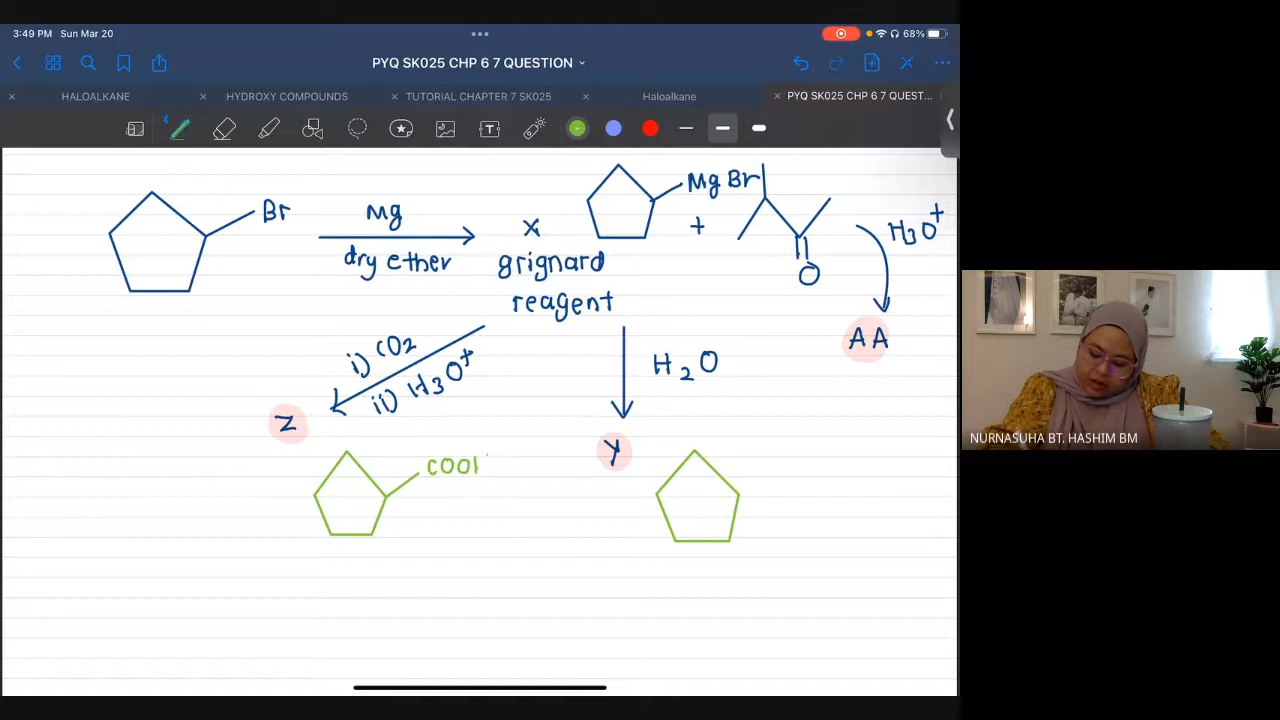 3:49 PM Sun Mar 20
68%
PYQ SK025 CHP 6 7 QUESTION
HALOALKANE
HYDROXY COMPOUNDS
TUTORIAL CHAPTER 7 SK025
Haloalkane
PYQ SK025 CHP 6 7 QUEST...
Br
Mg
dry ether
x
grignard
reagent
MgBr
+
O
H3O+
AA
i) CO2
ii) H3O+
H2O
Z
Y
COO
NURNASUHA BT. HASHIM BM